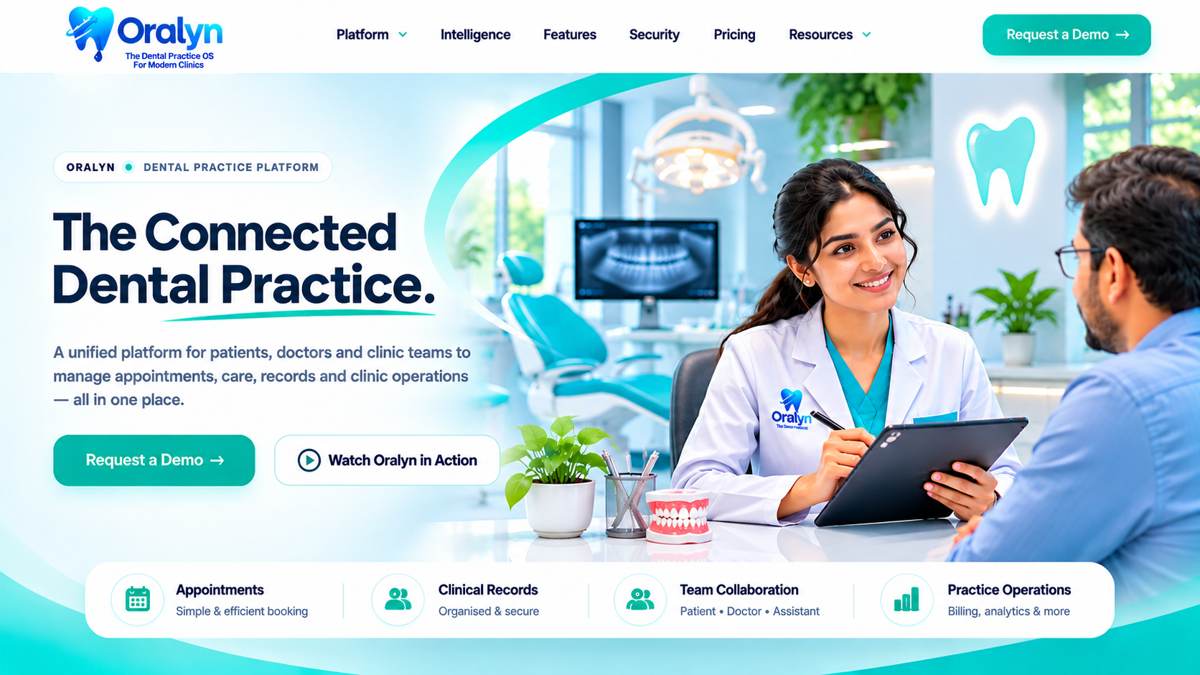 Oralyn
The Dental Practice OS
For Modern Clinics
Platform
Intelligence
Features
Security
Pricing
Resources
Request a Demo →
ORALYN • DENTAL PRACTICE PLATFORM
The Connected
Dental Practice.
A unified platform for patients, doctors and clinic teams to
manage appointments, care, records and clinic operations
— all in one place.
Request a Demo →
Watch Oralyn in Action
Oralyn
Appointments
Simple & efficient booking
Clinical Records
Organised & secure
Team Collaboration
Patient • Doctor • Assistant
Practice Operations
Billing, analytics & more